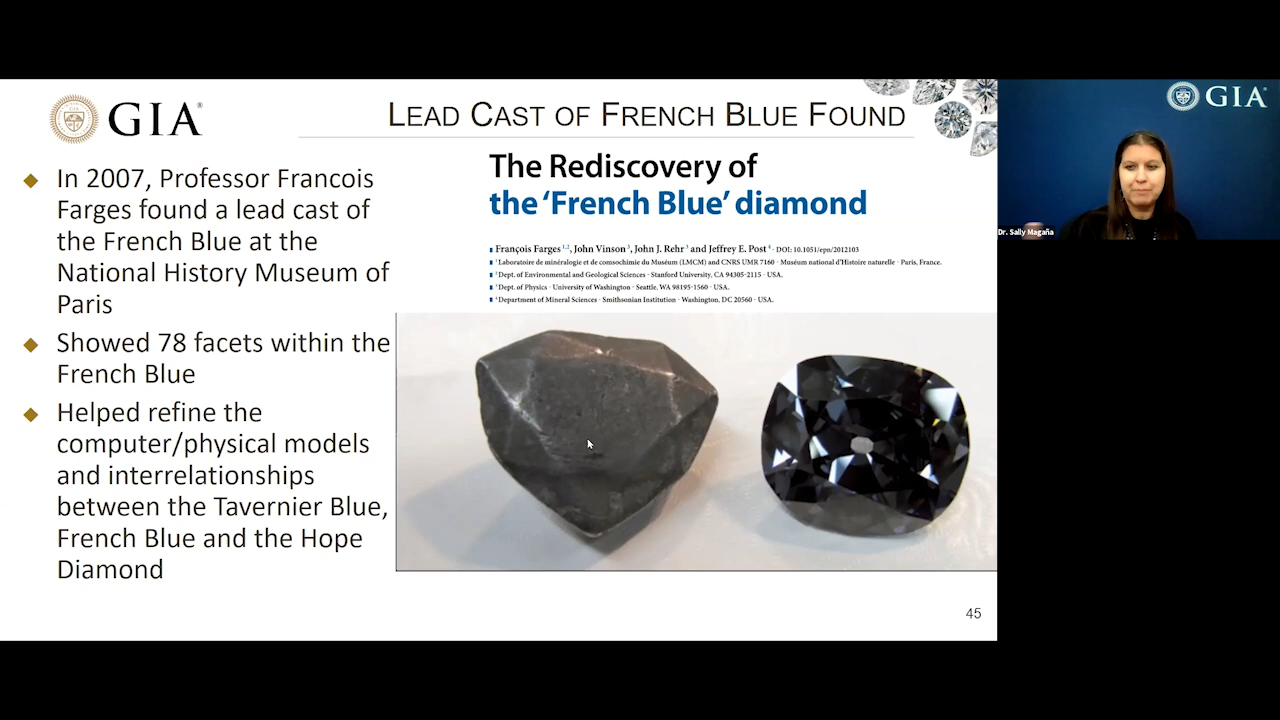 GIA®
LEAD CAST OF FRENCH BLUE FOUND
In 2007, Professor Francois
Farges found a lead cast of
the French Blue at the
National History Museum of
Paris
Showed 78 facets within the
French Blue
Helped refine the
computer/physical models
and interrelationships
between the Tavernier Blue,
French Blue and the Hope
Diamond
The Rediscovery of
the ‘French Blue’ diamond
François Farges 1,2, John Vinson 3, John J. Rehr 3 and Jeffrey E. Post 4 - DOI: 10.1051/epn/2012103
1 Laboratoire de minéralogie et de comsochimie du Muséum (LMCM) and CNRS UMR 7160 - Muséum national d'Histoire naturelle - Paris, France.
2 Dept. of Environmental and Geological Sciences - Stanford University, CA 94305-2115 - USA.
3 Dept. of Physics - University of Washington - Seattle, WA 98195-1560 - USA.
4 Department of Mineral Sciences - Smithsonian Institution - Washington, DC 20560 - USA.
45
GIA
Dr. Sally Magaña